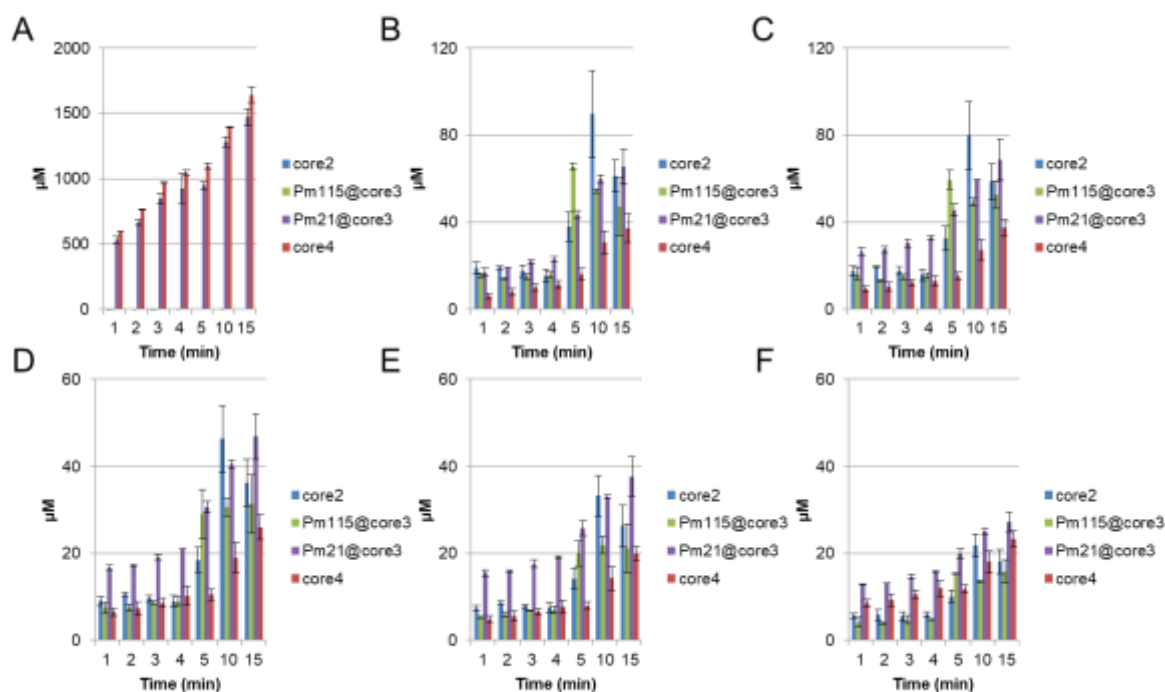 A
2000
1500
1000
500
0
µM
1 2 3 4 5 10 15
Time (min)
core2
Pm115@core3
Pm21@core3
core4
B
120
80
40
0
µM
1 2 3 4 5 10 15
Time (min)
core2
Pm115@core3
Pm21@core3
core4
C
120
80
40
0
µM
1 2 3 4 5 10 15
Time (min)
core2
Pm115@core3
Pm21@core3
core4
D
60
40
20
0
µM
1 2 3 4 5 10 15
Time (min)
core2
Pm115@core3
Pm21@core3
core4
E
60
40
20
0
µM
1 2 3 4 5 10 15
Time (min)
core2
Pm115@core3
Pm21@core3
core4
F
60
40
20
0
µM
1 2 3 4 5 10 15
Time (min)
core2
Pm115@core3
Pm21@core3
core4